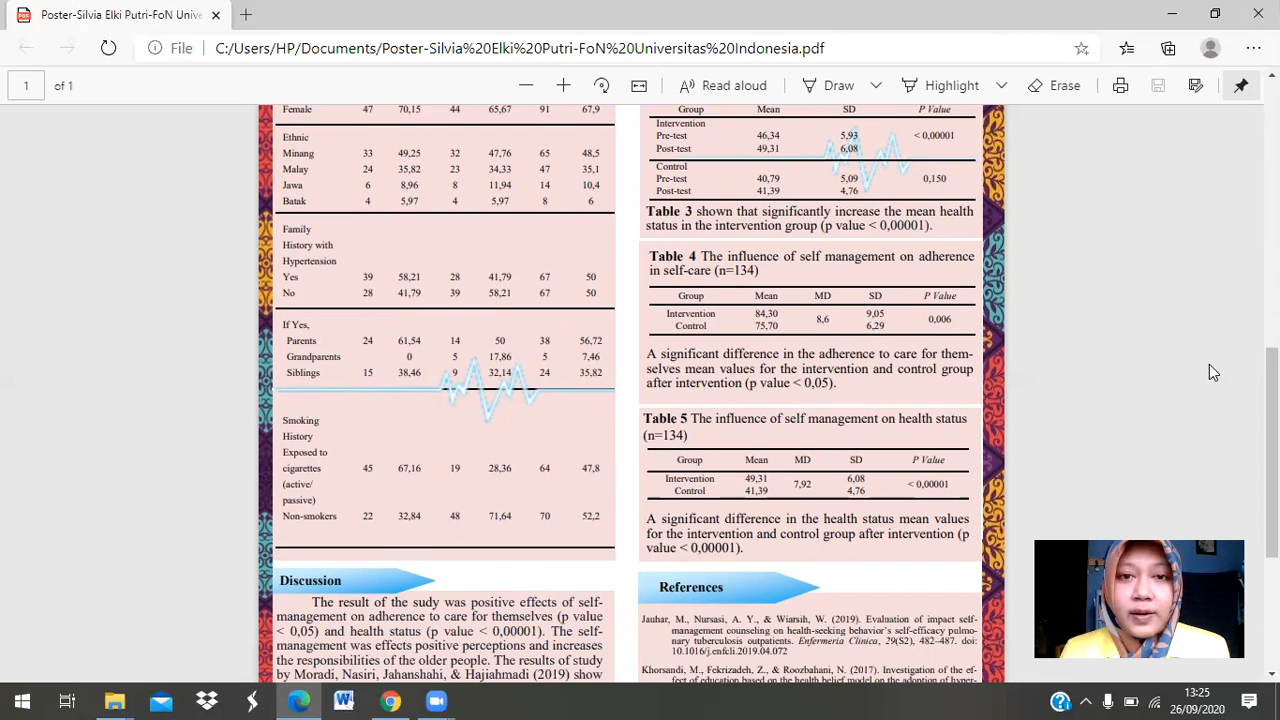 Poster-Silvia Elki Putri-FoN Unive
File C:/Users/HP/Documents/Poster-Silvia%20Elki%20Putri-FoN%20Universitas%20Indonesia.pdf
1 of 1 Read aloud Draw Highlight Erase
Female 47 70,15 44 65,67 91 67,9
Ethnic
Minang 33 49,25 32 47,76 65 48,5
Malay 24 35,82 23 34,33 47 35,1
Jawa 6 8,96 8 11,94 14 10,4
Batak 4 5,97 4 5,97 8 6
Family
History with
Hypertension
Yes 39 58,21 28 41,79 67 50
No 28 41,79 39 58,21 67 50
If Yes,
Parents 24 61,54 14 50 38 56,72
Grandparents 0 5 17,86 5 7,46
Siblings 15 38,46 9 32,14 24 35,82
Smoking
History
Exposed to
cigarettes 45 67,16 19 28,36 64 47,8
(active/
passive)
Non-smokers 22 32,84 48 71,64 70 52,2
Discussion
The result of the sudy was positive effects of self-
management on adherence to care for themselves (p value
< 0,05) and health status (p value < 0,00001). The self-
management was effects positive perceptions and increases
the responsibilities of the older people. The results of study
by Moradi, Nasiri, Jahanshahi, & Hajiahmadi (2019) show
Group Mean SD P Value
Intervention
Pre-test 46,34 5,93 < 0,00001
Post-test 49,31 6,08
Control
Pre-test 40,79 5,09 0,150
Post-test 41,39 4,76
Table 3 shown that significantly increase the mean health
status in the intervention group (p value < 0,00001).
Table 4 The influence of self management on adherence
in self-care (n=134)
Group Mean MD SD P Value
Intervention 84,30 8,6 9,05 0,006
Control 75,70 6,29
A significant difference in the adherence to care for them-
selves mean values for the intervention and control group
after intervention (p value < 0,05).
Table 5 The influence of self management on health status
(n=134)
Group Mean MD SD P Value
Intervention 49,31 7,92 6,08 < 0,00001
Control 41,39 4,76
A significant difference in the health status mean values
for the intervention and control group after intervention (p
value < 0,00001).
References
Jauhar, M., Nursasi, A. Y., & Wiarsih, W. (2019). Evaluation of impact self-
management counseling on health-seeking behavior's self-efficacy pulmo-
nary tuberculosis outpatients. Enfermeria Clinica, 29(S2), 482–487. doi:
10.1016/j.enfcli.2019.04.072
Khorsandi, M., Fekrizadeh, Z., & Roozbahani, N. (2017). Investigation of the ef-
fect of education based on the health belief model on the adoption of hyper-
13:25
26/09/2020